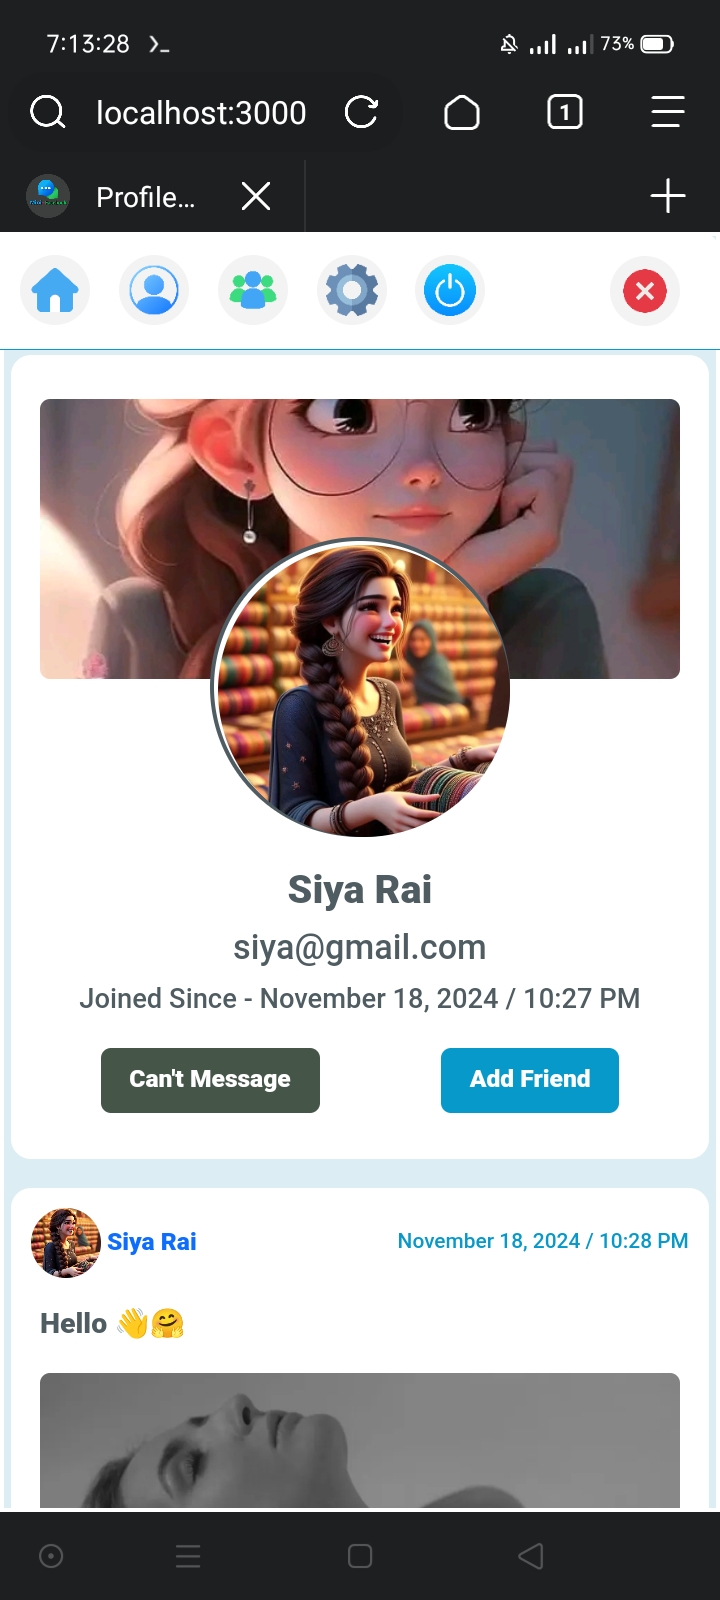 7:13:28
73%
localhost:3000
1
Profile...
Siya Rai
siya@gmail.com
Joined Since - November 18, 2024 / 10:27 PM
Can't Message
Add Friend
Siya Rai
November 18, 2024 / 10:28 PM
Hello 👋🤗